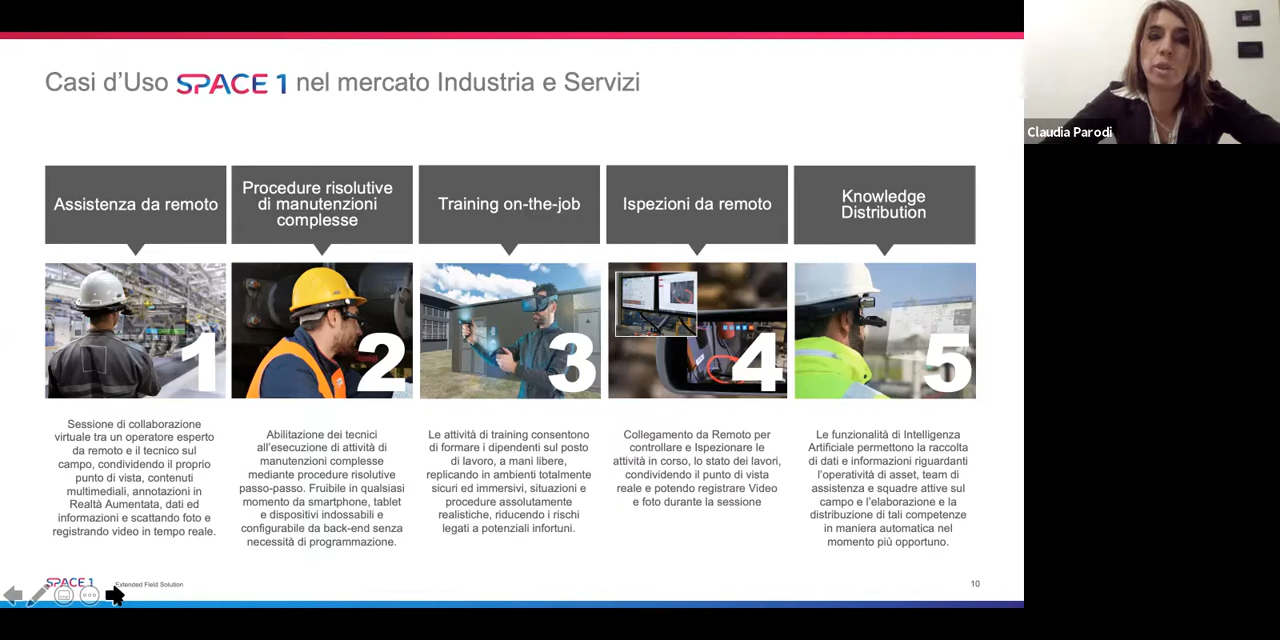 Casi d'Uso SPACE 1 nel mercato Industria e Servizi
Claudia Parodi
Assistenza da remoto
Procedure risolutive
di manutenzioni
complesse
Training on-the-job
Ispezioni da remoto
Knowledge
Distribution
1
2
3
4
5
Sessione di collaborazione
virtuale tra un operatore esperto
da remoto e il tecnico sul
campo, condividendo il proprio
punto di vista, contenuti
multimediali, annotazioni in
Realtà Aumentata, dati ed
informazioni e scattando foto e
registrando video in tempo reale.
Abilitazione dei tecnici
all'esecuzione di attività di
manutenzioni complesse
mediante procedure risolutive
passo-passo. Fruibile in qualsiasi
momento da smartphone, tablet
e dispositivi indossabili e
configurabile da back-end senza
necessità di programmazione.
Le attività di training consentono
di formare i dipendenti sul posto
di lavoro, a mani libere,
replicando in ambienti totalmente
sicuri ed immersivi, situazioni e
procedure assolutamente
realistiche, riducendo i rischi
legati a potenziali infortuni.
Collegamento da Remoto per
controllare e Ispezionare le
attività in corso, lo stato dei lavori,
condividendo il punto di vista
reale e potendo registrare Video
e foto durante la sessione
Le funzionalità di Intelligenza
Artificiale permettono la raccolta
di dati e informazioni riguardanti
l'operatività di asset, team di
assistenza e squadre attive sul
campo e l'elaborazione e la
distribuzione di tali competenze
in maniera automatica nel
momento più opportuno.
SPACE 1
Extended Field Solution
10